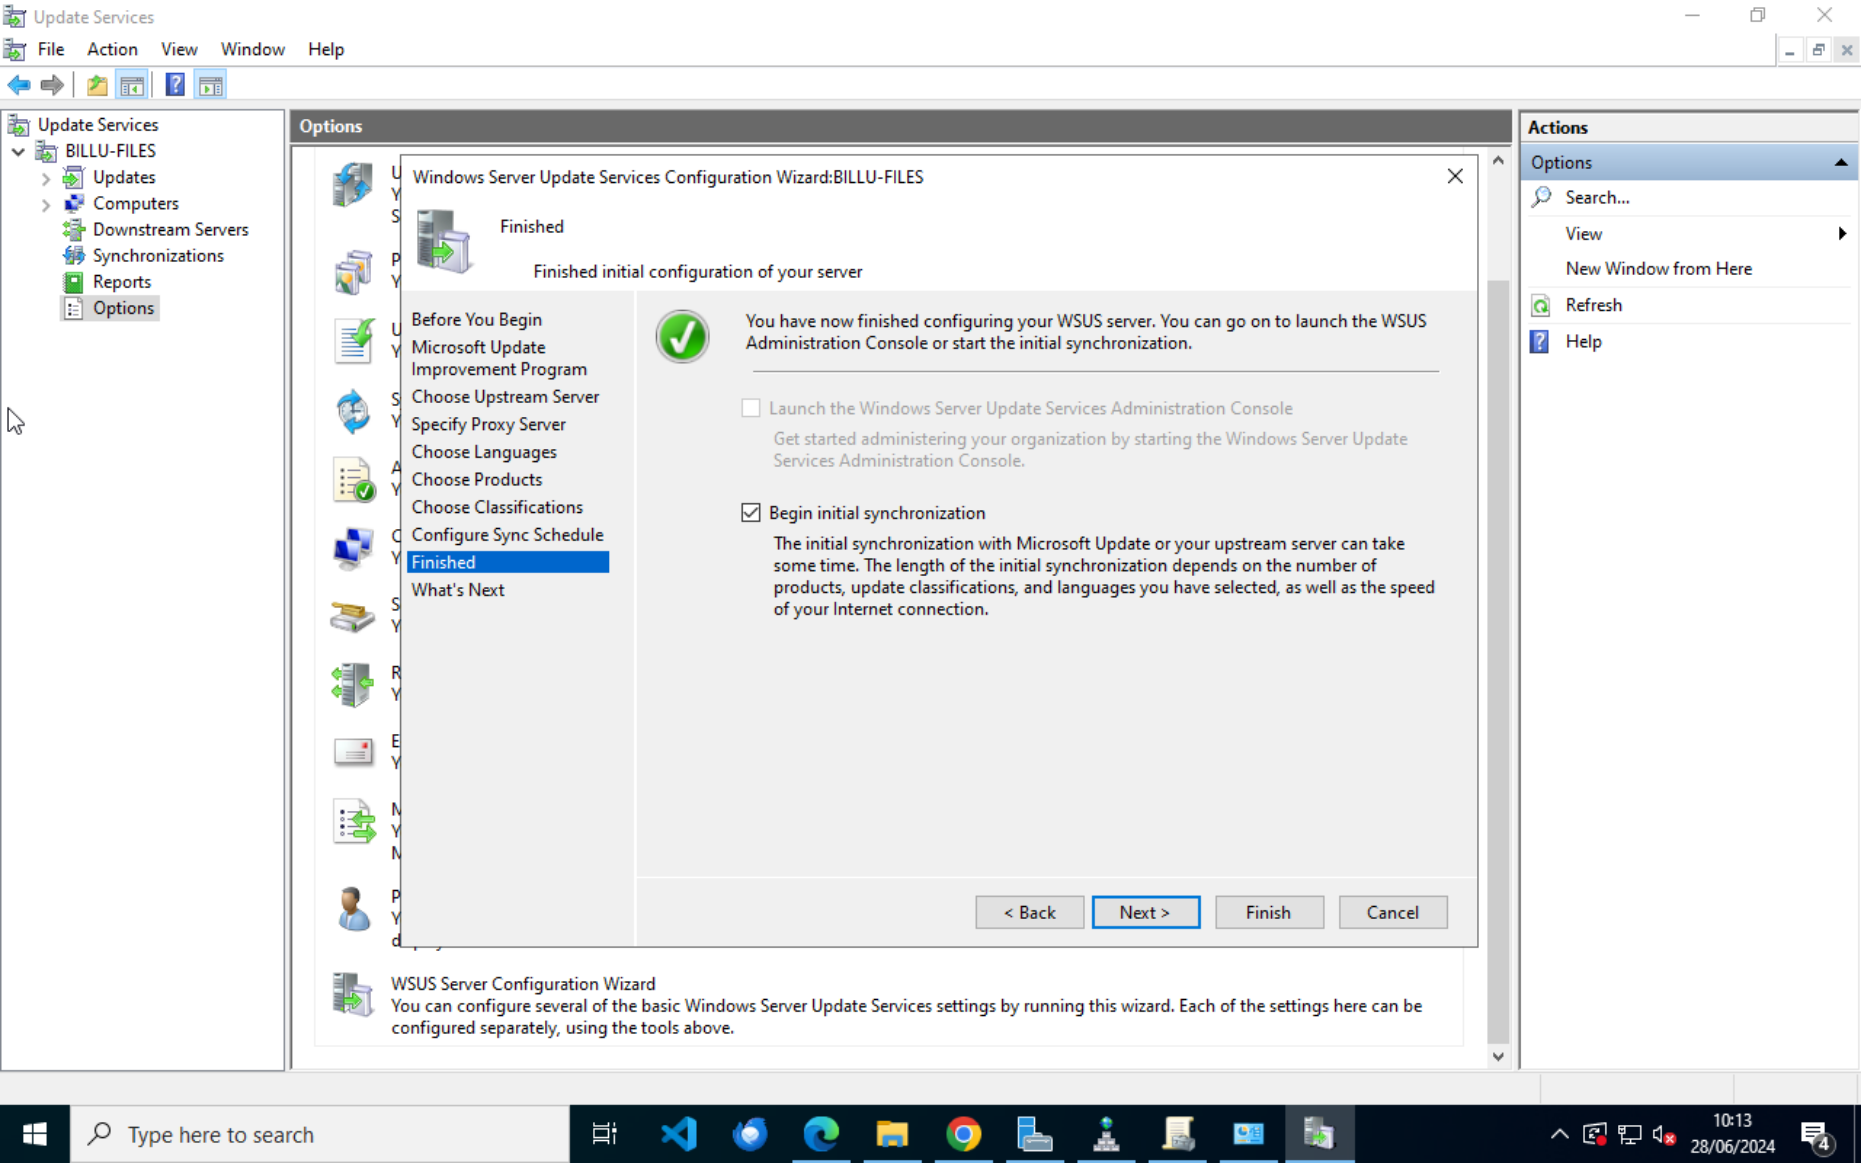 Update Services
File Action View Window Help
Update Services
BILLU-FILES
Updates
Computers
Downstream Servers
Synchronizations
Reports
Options
Options
Windows Server Update Services Configuration Wizard:BILLU-FILES
Finished
Finished initial configuration of your server
Before You Begin
Microsoft Update
Improvement Program
Choose Upstream Server
Specify Proxy Server
Choose Languages
Choose Products
Choose Classifications
Configure Sync Schedule
Finished
What's Next
You have now finished configuring your WSUS server. You can go on to launch the WSUS
Administration Console or start the initial synchronization.
Launch the Windows Server Update Services Administration Console
Get started administering your organization by starting the Windows Server Update
Services Administration Console.
Begin initial synchronization
The initial synchronization with Microsoft Update or your upstream server can take
some time. The length of the initial synchronization depends on the number of
products, update classifications, and languages you have selected, as well as the speed
of your Internet connection.
< Back
Next >
Finish
Cancel
WSUS Server Configuration Wizard
You can configure several of the basic Windows Server Update Services settings by running this wizard. Each of the settings here can be
configured separately, using the tools above.
Actions
Options
Search...
View
New Window from Here
Refresh
Help
Type here to search
10:13
28/06/2024
4